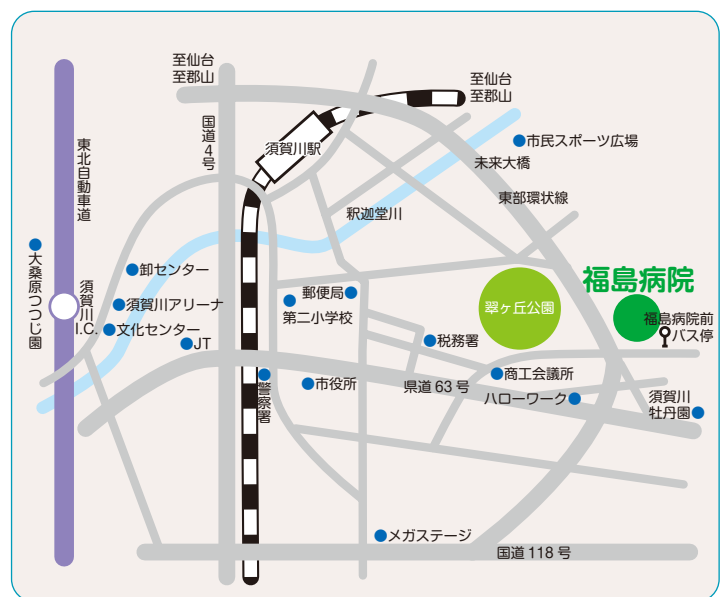 至仙台
至郡山
至仙台
至郡山
国道4号
須賀川駅
市民スポーツ広場
未来大橋
東北自動車道
東部環状線
釈迦堂川
大桑原つつじ園
卸センター
福島病院
須賀川
I.C.
須賀川アリーナ
郵便局
翠ヶ丘公園
第二小学校
福島病院前
バス停
文化センター
JT
税務署
警察署
市役所
県道63号
商工会議所
ハローワーク
須賀川
牡丹園
メガステージ
国道118号